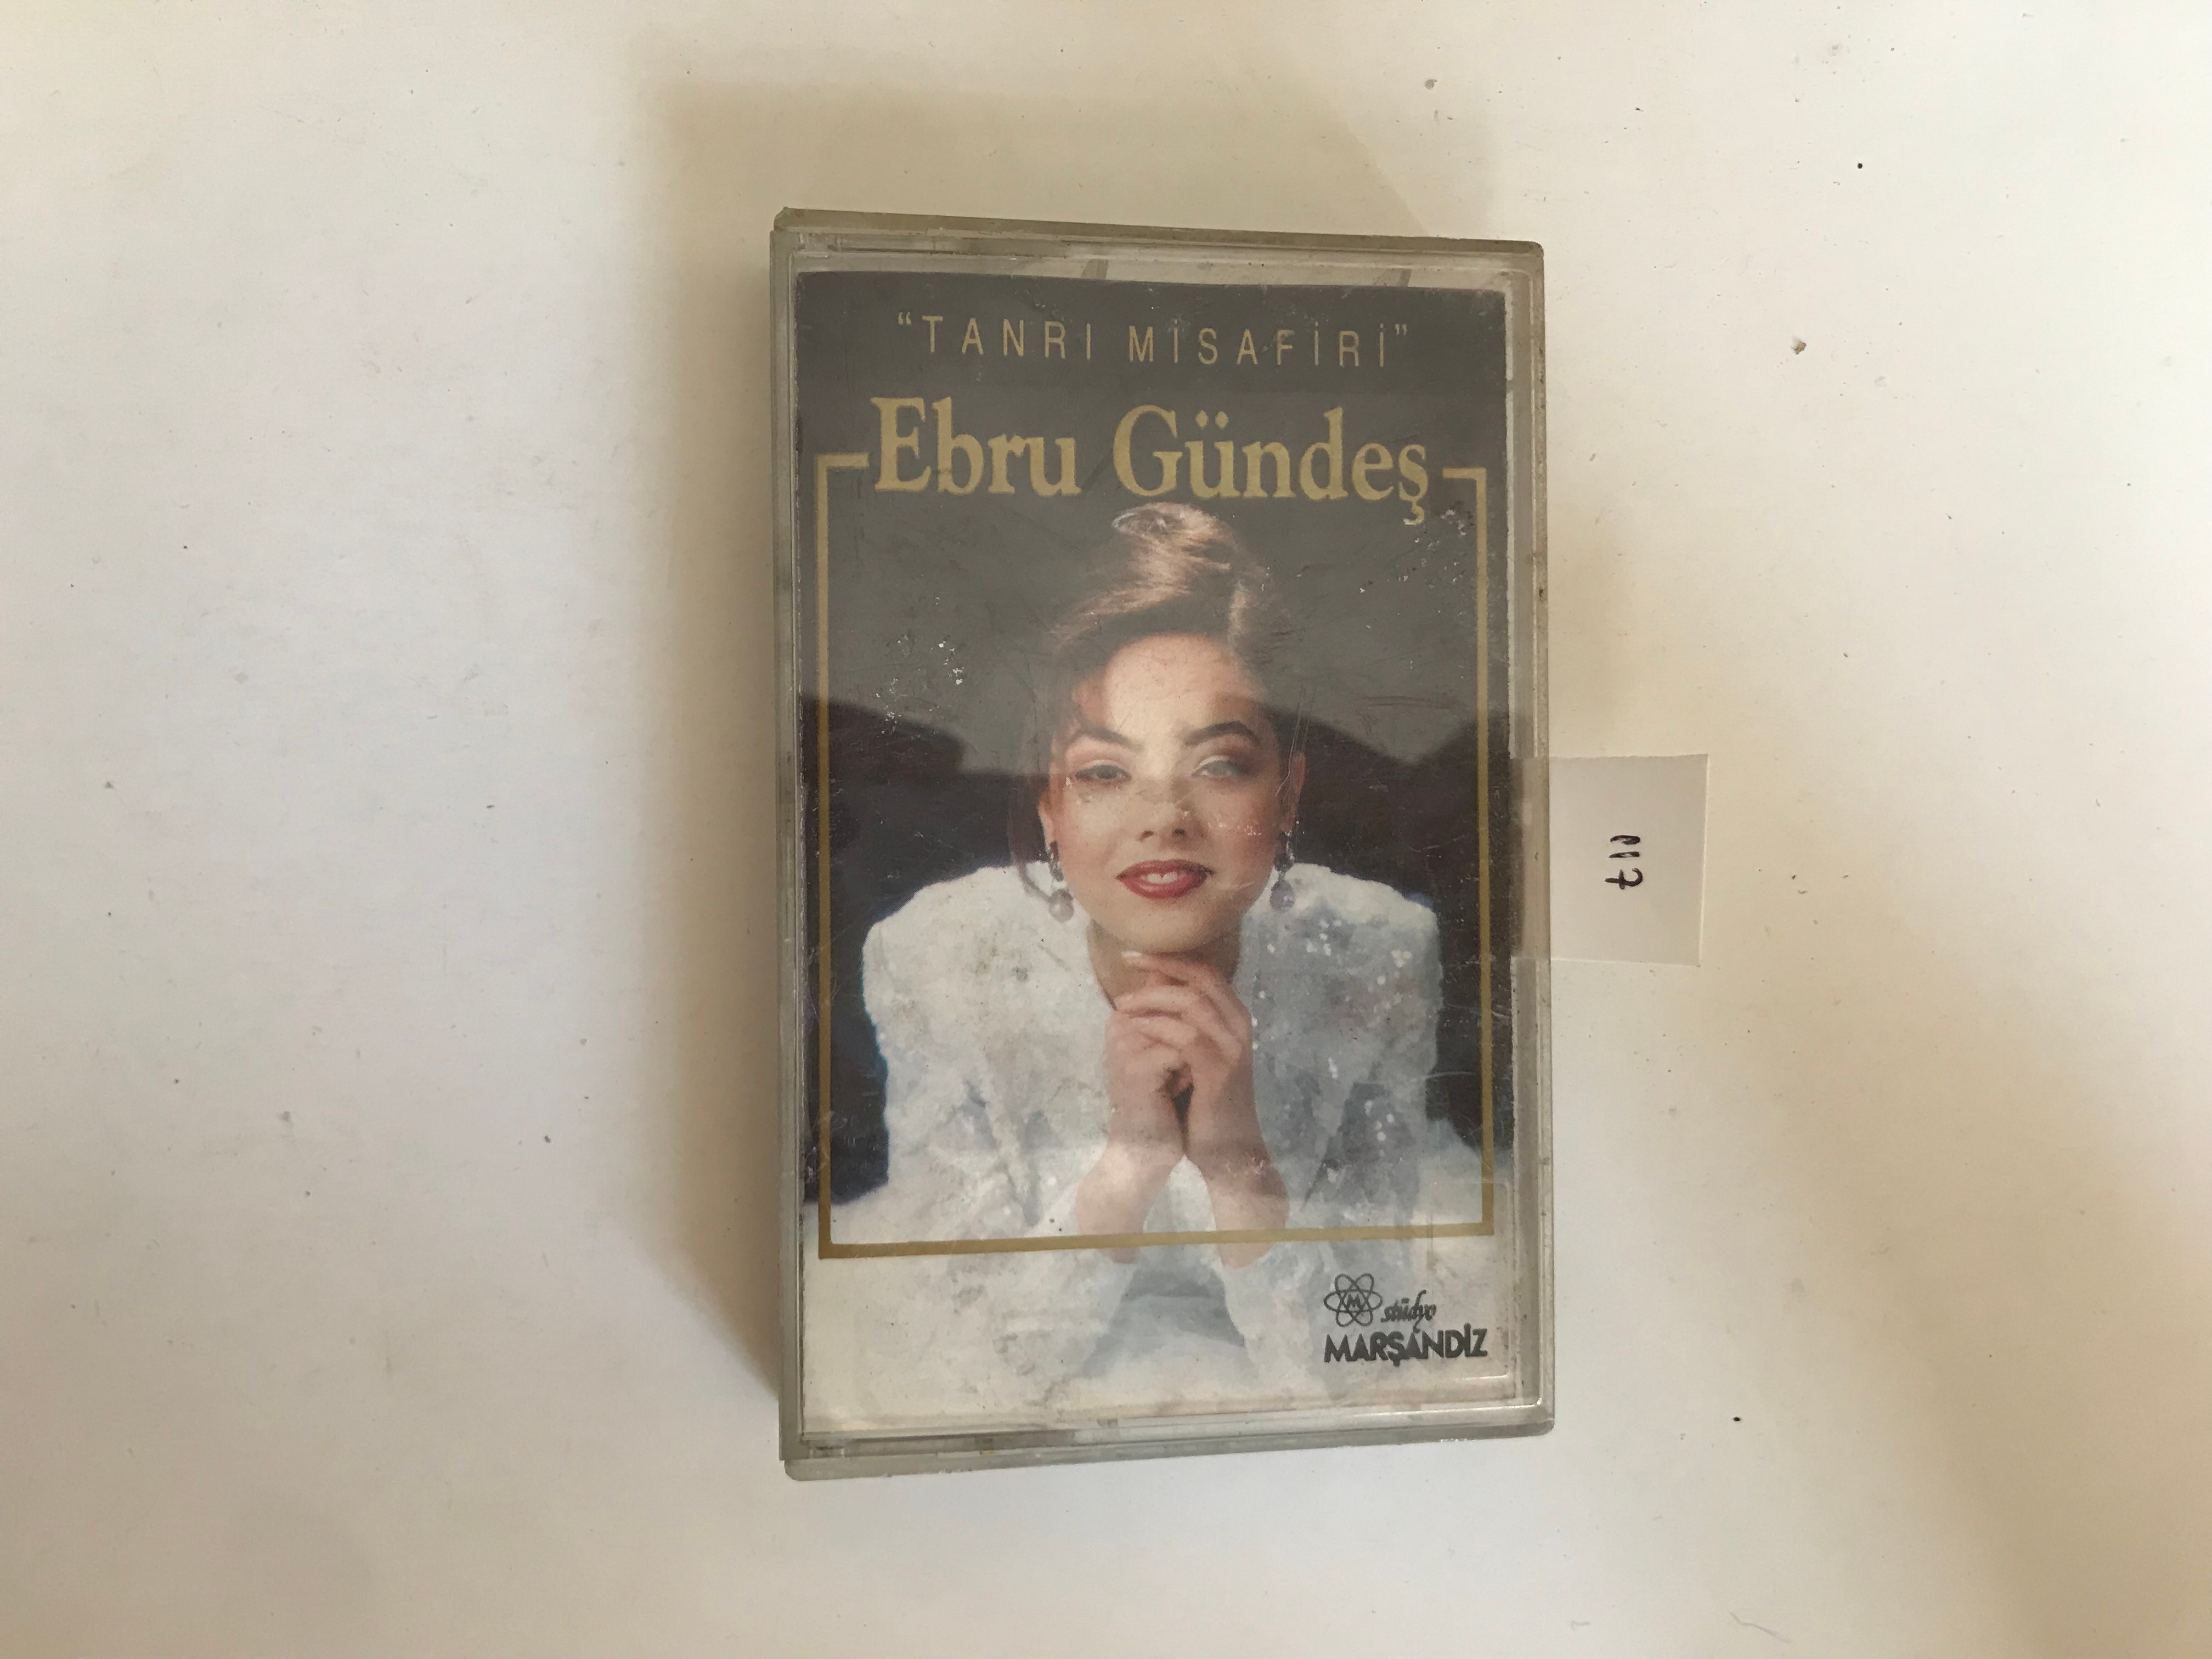 "TANRI MİSAFİRİ"
Ebru Gündeş
M stüdyo
MARŞANDİZ
117